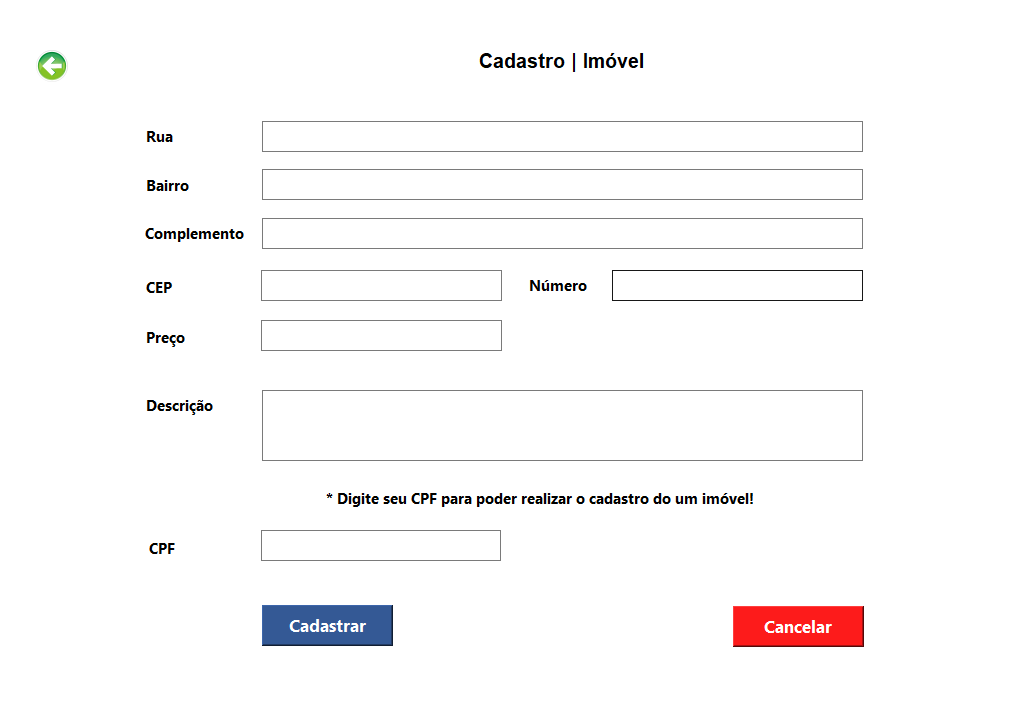 Cadastro | Imóvel
Rua
Bairro
Complemento
CEP
Número
Preço
Descrição
* Digite seu CPF para poder realizar o cadastro do um imóvel!
CPF
Cadastrar
Cancelar